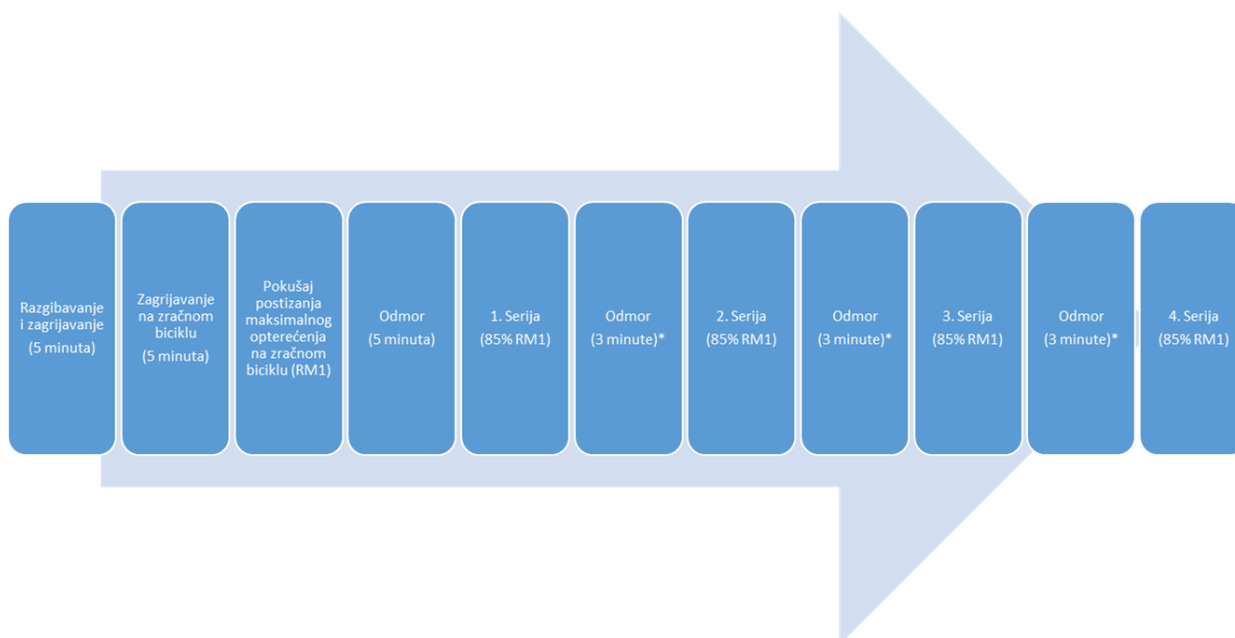 Razgibavanje
i zagrijavanje
(5 minuta)
Zagrijavanje
na zračnom
biciklu
(5 minuta)
Pokušaj
postizanja
maksimalnog
opterećenja
na zračnom
biciklu (RM1)
Odmor
(5 minuta)
1. Serija
(85% RM1)
Odmor
(3 minute)*
2. Serija
(85% RM1)
Odmor
(3 minute)*
3. Serija
(85% RM1)
Odmor
(3 minute)*
4. Serija
(85% RM1)